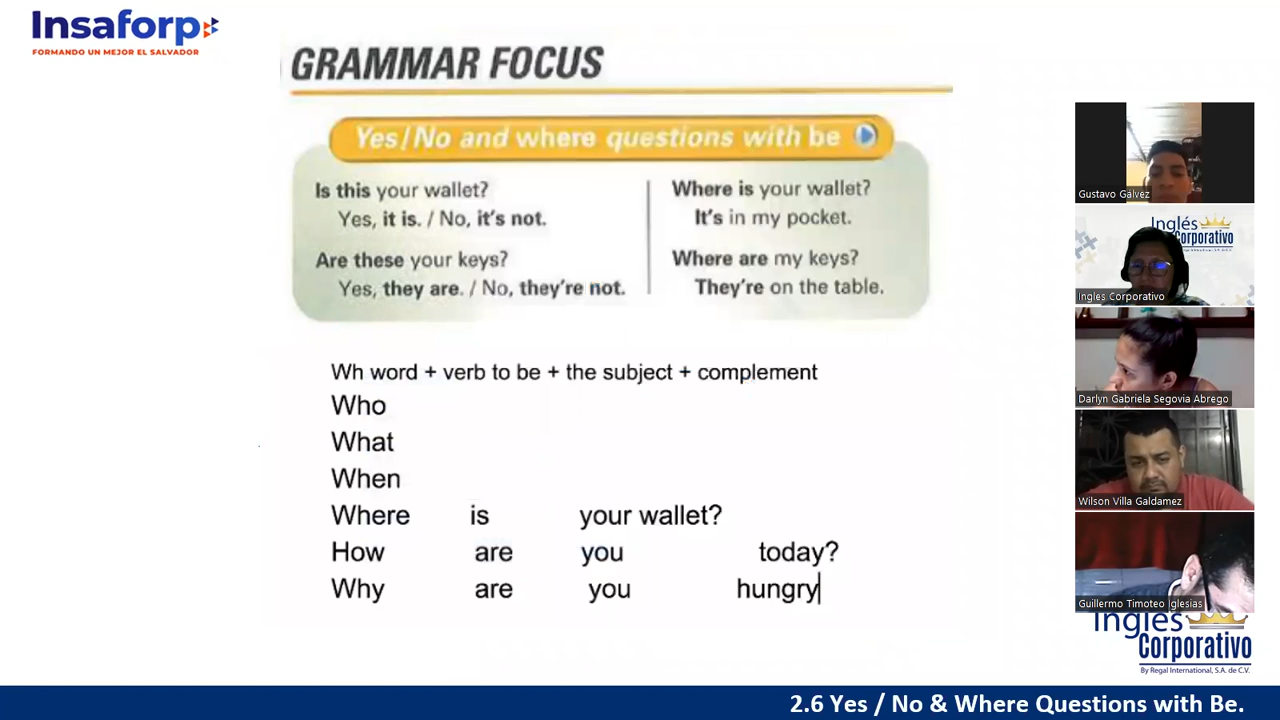 Insaforp
FORMANDO UN MEJOR EL SALVADOR
GRAMMAR FOCUS
Yes/No and where questions with be
Is this your wallet?
Yes, it is. / No, it's not.
Are these your keys?
Yes, they are. / No, they're not.
Where is your wallet?
It's in my pocket.
Where are my keys?
They're on the table.
Wh word + verb to be + the subject + complement
Who
What
When
Where is your wallet?
How are you today?
Why are you hungry
Gustavo Gálvez
Inglés
Corporativo
Ingles Corporativo
Darlyn Gabriela Segovia Abrego
Wilson Villa Galdamez
Guillermo Timoteo Iglesias
Inglés
Corporativo
By Regal International, S.A. de C.V.
2.6 Yes / No & Where Questions with Be.